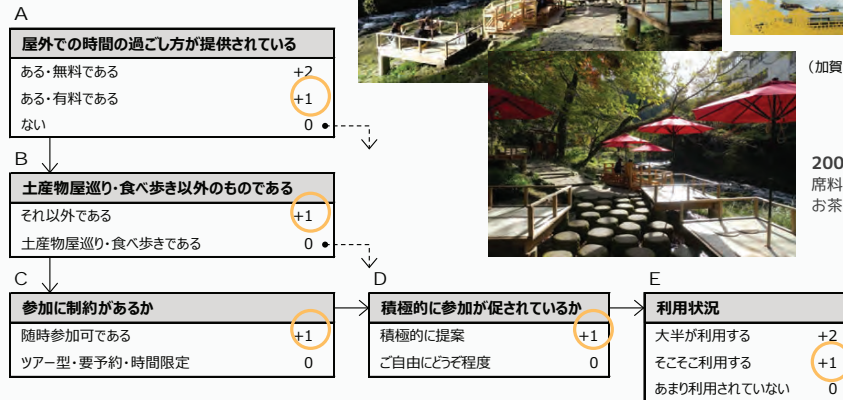 A
屋外での時間の過ごし方が提供されている
ある・無料である +2
ある・有料である +1
ない 0
B
土産物屋巡り・食べ歩き以外のものである
それ以外である +1
土産物屋巡り・食べ歩きである 0
C
参加に制約があるか
随時参加可である +1
ツアー型・要予約・時間限定 0
D
積極的に参加が促されているか
積極的に提案 +1
ご自由にどうぞ程度 0
E
利用状況
大半が利用する +2
そこそこ利用する +1
あまり利用されていない 0
（加賀
200
席料
お茶